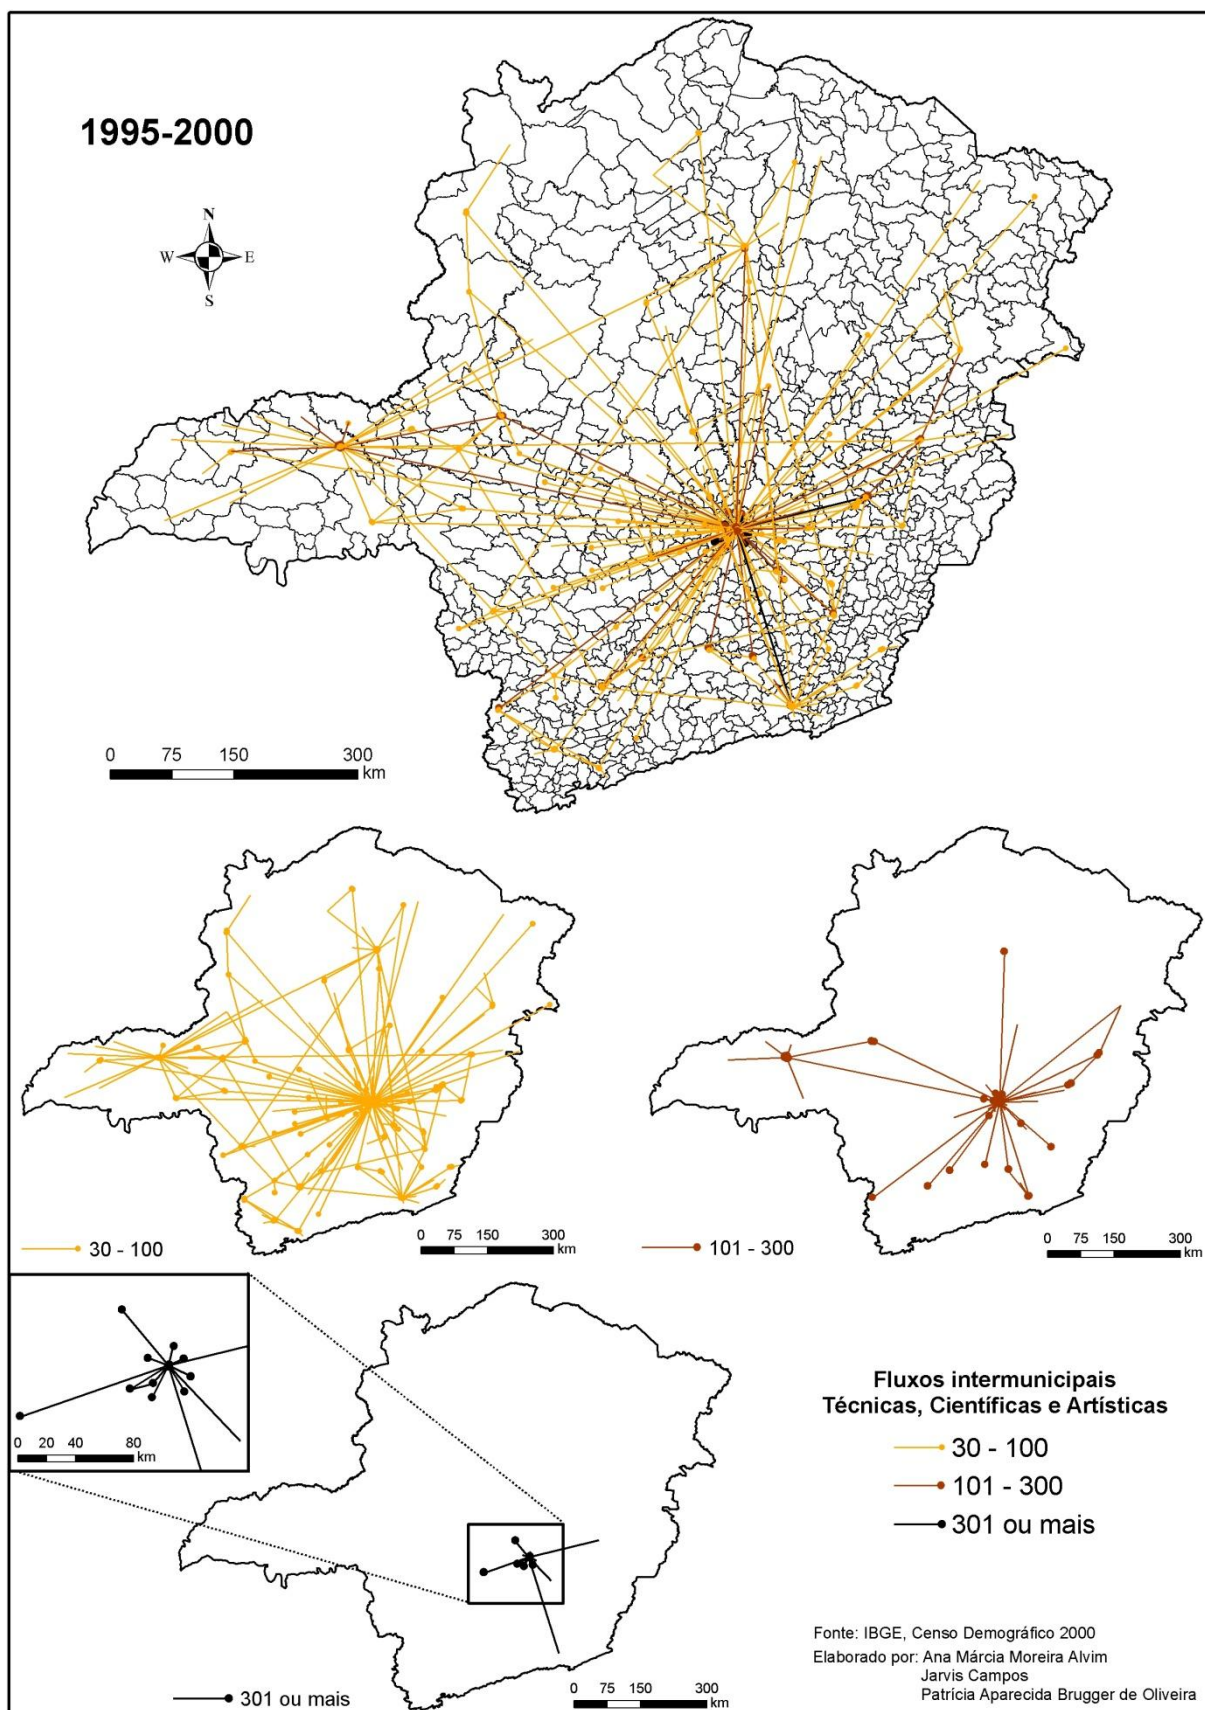 1995-2000
N
W E
S
0 75 150 300
km
30 - 100
0 75 150 300
km
101 - 300
0 75 150 300
km
0 20 40 80
km
Fluxos intermunicipais
Técnicas, Científicas e Artísticas
30 - 100
101 - 300
301 ou mais
301 ou mais
0 75 150 300
km
Fonte: IBGE, Censo Demográfico 2000
Elaborado por: Ana Márcia Moreira Alvim
Jarvis Campos
Patrícia Aparecida Brugger de Oliveira